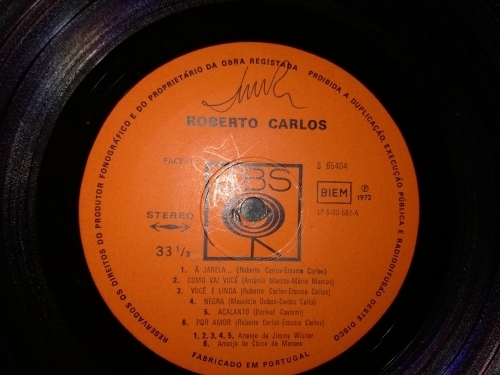 RESERVADOS OS DIREITOS DO PRODUTOR FONOGRÁFICO E DO PROPRIETÁRIO DA OBRA REGISTADA · PROIBIDA A DUPLICAÇÃO, EXECUÇÃO PÚBLICA E RADIODIFUSÃO DESTE DISCO
ROBERTO CARLOS
FACE
S 65404
CBS
BIEM
℗
1972
STEREO
33 1/3
1. À JANELA... (Roberto Carlos-Erasmo Carlos)
2. COMO VAI VOCÊ (António Marcos-Mário Marcos)
3. VOCÊ É LINDA (Roberto Carlos-Erasmo Carlos)
4. NEGRA (Maurício Duboc-Carlos Colla)
5. ACALANTO (Dorival Caymmi)
6. POR AMOR (Roberto Carlos-Erasmo Carlos)
1, 2, 3, 4, 5, Arranjo de Jimmy Wisner
6. Arranjo de Chico de Moraes
FABRICADO EM PORTUGAL